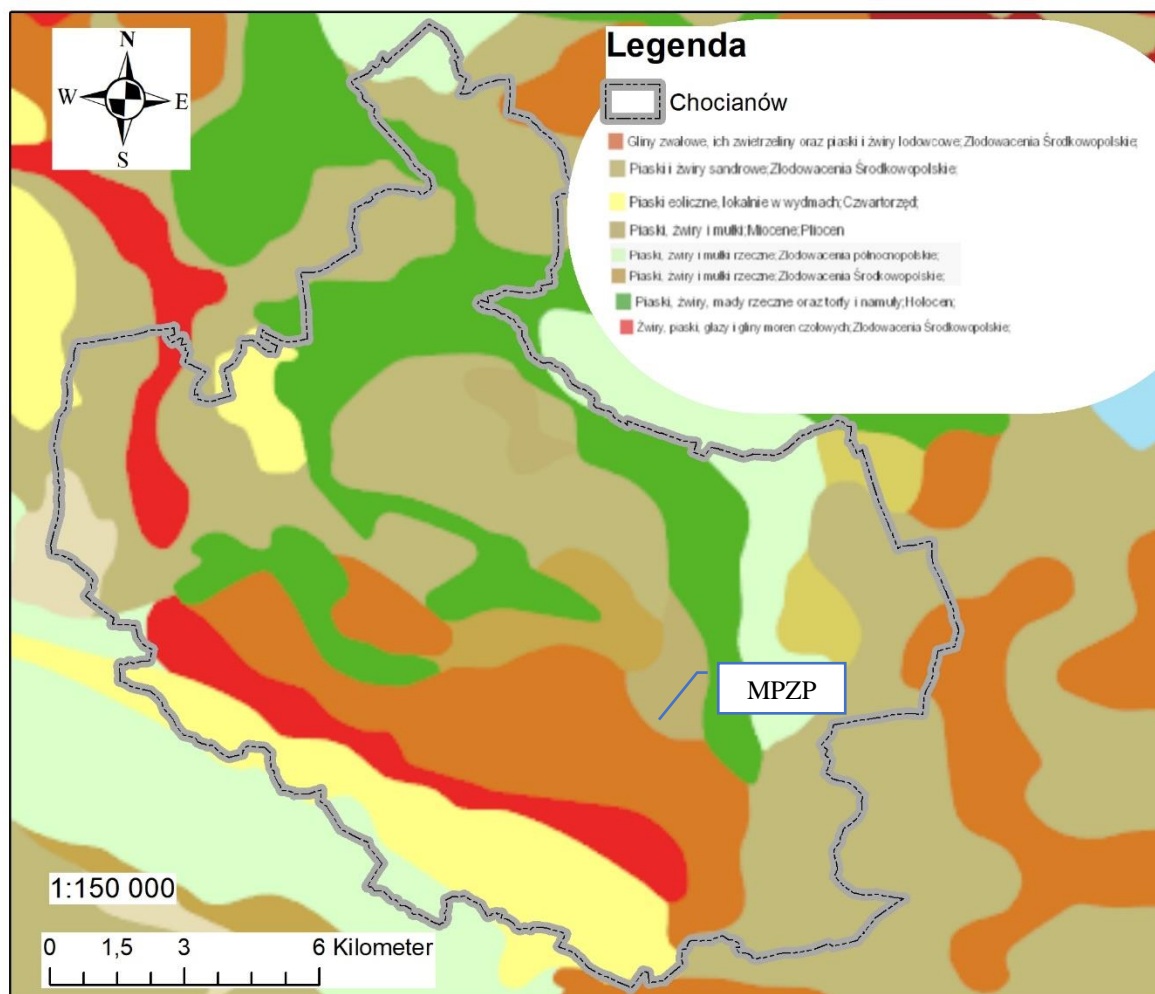 N
W E
S
Legenda
Chocianów
Gliny zwałowe, ich zwietrzeliny oraz piaski i żwiry lodowcowe;Zlodowacenia Środkowopolskie;
Piaski i żwiry sandrowe;Zlodowacenia Środkowopolskie;
Piaski eoliczne, lokalnie w wydmach;Czwartorzęd;
Piaski, żwiry i mułki;Miocene;Pliocen
Piaski, żwiry i mułki rzeczne;Zlodowacenia północnopolskie;
Piaski, żwiry i mułki rzeczne;Zlodowacenia Środkowopolskie;
Piaski, żwiry, mady rzeczne oraz torfy i namuły;Holocen;
Żwiry, piaski, głazy i gliny moren czołowych;Zlodowacenia Środkowopolskie;
MPZP
1:150 000
0 1,5 3 6 Kilometer